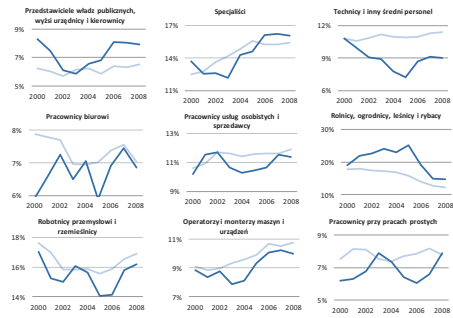 Przedstawiciele władz publicznych,
wyżsi urzędnicy i kierownicy
9%
7%
5%
2000 2002 2004 2006 2008
Specjaliści
17%
14%
11%
2000 2002 2004 2006 2008
Technicy i inny średni personel
12%
9%
6%
2000 2002 2004 2006 2008
Pracownicy biurowi
8%
7%
6%
2000 2002 2004 2006 2008
Pracownicy usług osobistych i
sprzedawcy
13%
11%
9%
2000 2002 2004 2006 2008
Rolnicy, ogrodnicy, leśnicy i rybacy
30%
20%
10%
2000 2002 2004 2006 2008
Robotnicy przemysłowi i
rzemieślnicy
18%
16%
14%
2000 2002 2004 2006 2008
Operatorzy i monterzy maszyn i
urządzeń
11%
9%
7%
2000 2002 2004 2006 2008
Pracownicy przy pracach prostych
9%
7%
5%
2000 2002 2004 2006 2008